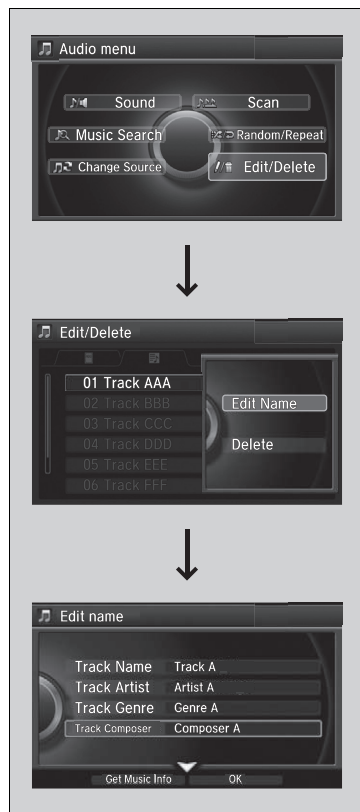 Audio menu
Sound Scan
Music Search Random/Repeat
Change Source Edit/Delete
Edit/Delete
01 Track AAA
02 Track BBB
Edit Name
03 Track CCC
04 Track DDD
Delete
05 Track EEE
06 Track FFF
Edit name
Track Name Track A
Track Artist Artist A
Track Genre Genre A
Track Composer Composer A
Get Music Info OK